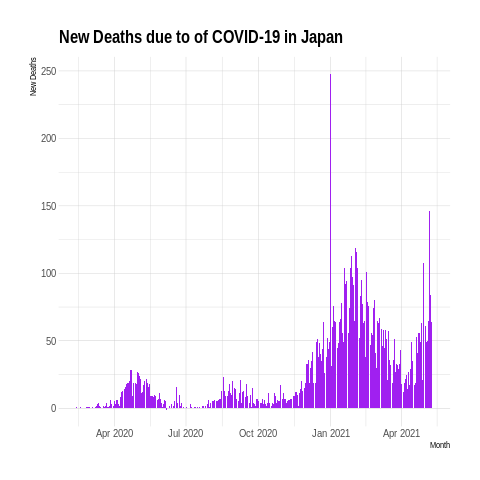 New Deaths due to of COVID-19 in Japan
New Deaths
250
200
150
100
50
0
Apr 2020 Jul 2020 Oct 2020 Jan 2021 Apr 2021
Month